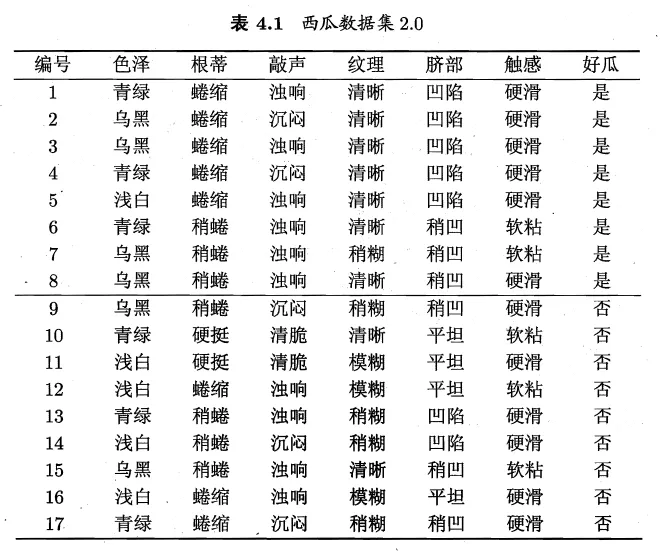 表 4.1 西瓜数据集2.0
编号 色泽 根蒂 敲声 纹理 脐部 触感 好瓜
1 青绿 蜷缩 浊响 清晰 凹陷 硬滑 是
2 乌黑 蜷缩 沉闷 清晰 凹陷 硬滑 是
3 乌黑 蜷缩 浊响 清晰 凹陷 硬滑 是
4 青绿 蜷缩 沉闷 清晰 凹陷 硬滑 是
5 浅白 蜷缩 浊响 清晰 凹陷 硬滑 是
6 青绿 稍蜷 浊响 清晰 稍凹 软粘 是
7 乌黑 稍蜷 浊响 稍糊 稍凹 软粘 是
8 乌黑 稍蜷 浊响 清晰 稍凹 硬滑 是
9 乌黑 稍蜷 沉闷 稍糊 稍凹 硬滑 否
10 青绿 硬挺 清脆 清晰 平坦 软粘 否
11 浅白 硬挺 清脆 模糊 平坦 硬滑 否
12 浅白 蜷缩 浊响 模糊 平坦 软粘 否
13 青绿 稍蜷 浊响 稍糊 凹陷 硬滑 否
14 浅白 稍蜷 沉闷 稍糊 凹陷 硬滑 否
15 乌黑 稍蜷 浊响 清晰 稍凹 软粘 否
16 浅白 蜷缩 浊响 模糊 平坦 硬滑 否
17 青绿 蜷缩 沉闷 稍糊 稍凹 硬滑 否